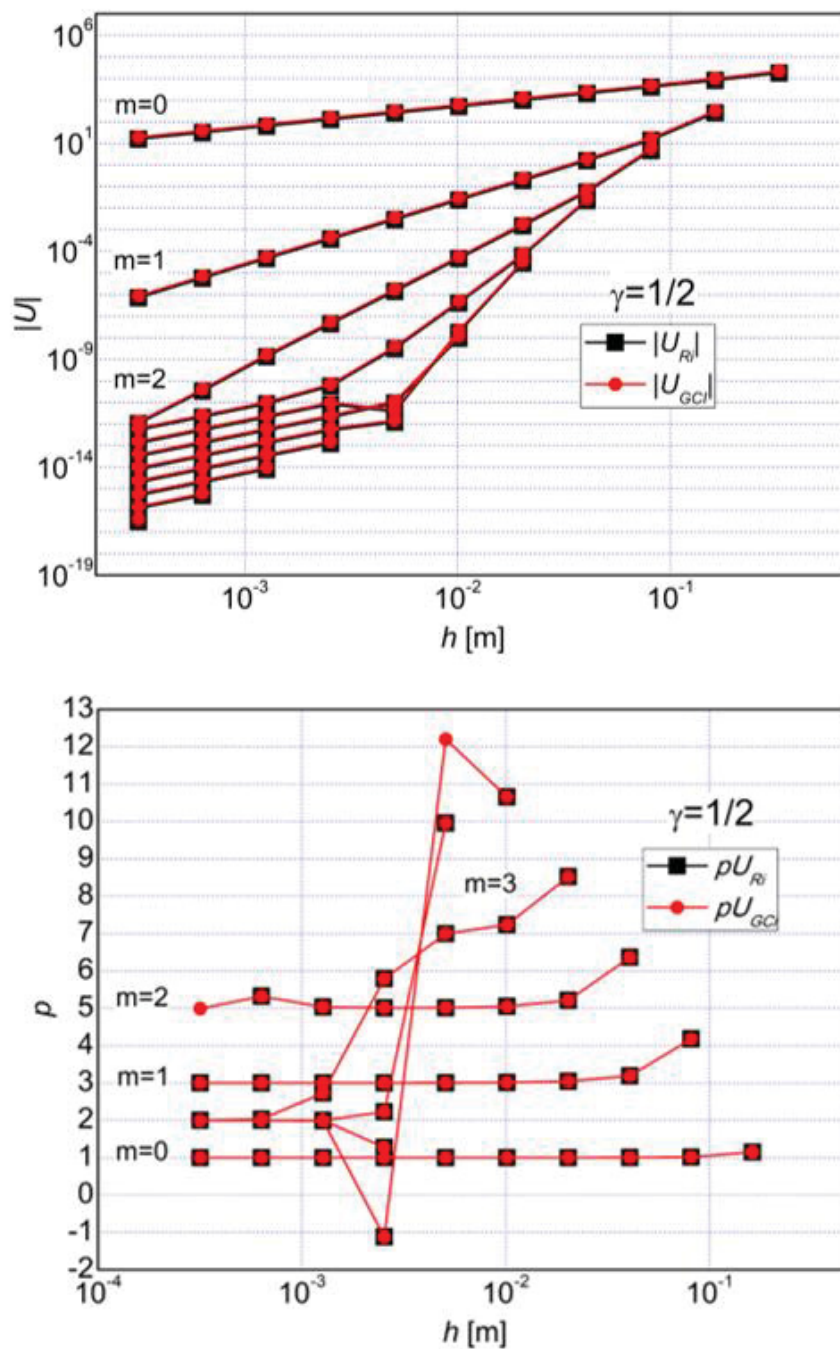 10^6
m=0
10^1
m=1
10^-4
|U|
γ=1/2
|U_Ri|
|U_GCI|
10^-9
m=2
10^-14
10^-19
10^-3
10^-2
10^-1
h [m]
13
12
11
γ=1/2
10
9
pU_Ri
m=3
8
pU_GCI
7
6
m=2
5
p
4
m=1
3
2
m=0
1
0
-1
-2
10^-4
10^-3
10^-2
10^-1
h [m]